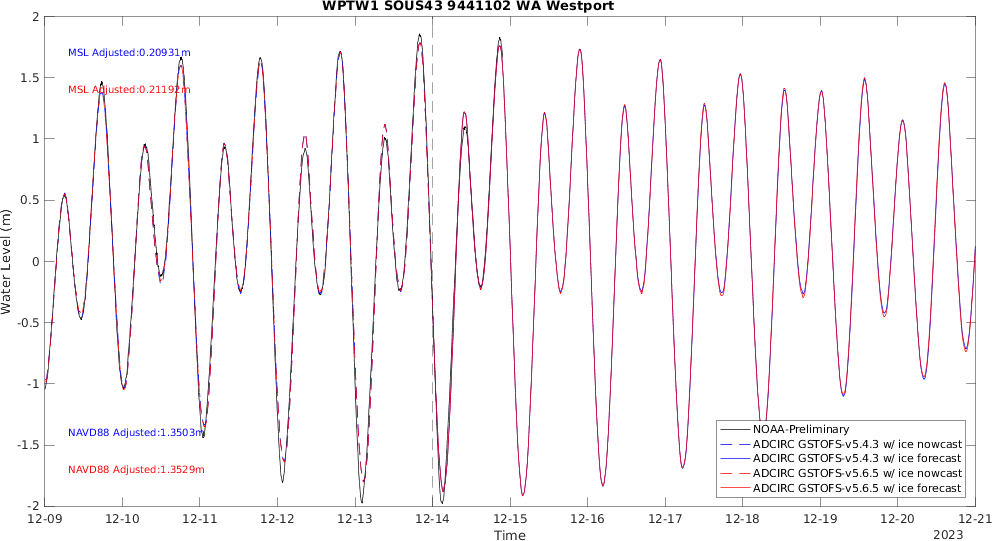 WPTW1 SOUS43 9441102 WA Westport
2
1.5
1
0.5
0
-0.5
-1
-1.5
-2
Water Level (m)
MSL Adjusted:0.20931m
MSL Adjusted:0.21192m
NAVD88 Adjusted:1.3503m
NAVD88 Adjusted:1.3529m
NOAA-Preliminary
ADCIRC GSTOFS-v5.4.3 w/ ice nowcast
ADCIRC GSTOFS-v5.4.3 w/ ice forecast
ADCIRC GSTOFS-v5.6.5 w/ ice nowcast
ADCIRC GSTOFS-v5.6.5 w/ ice forecast
12-09 12-10 12-11 12-12 12-13 12-14 12-15 12-16 12-17 12-18 12-19 12-20 12-21
Time
2023